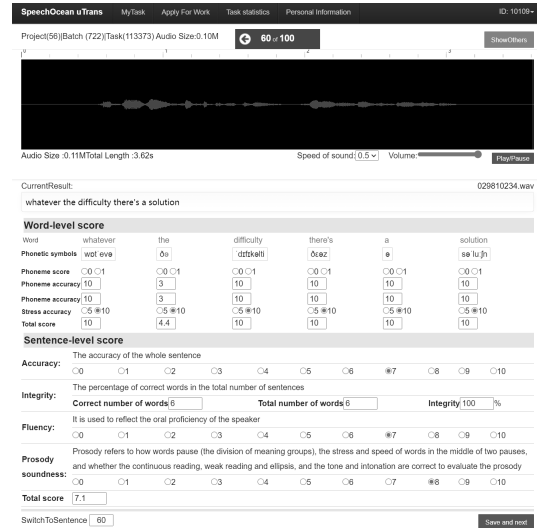 SpeechOcean uTrans MyTask Apply For Work Task statistics Personal Information ID: 10109
Project(56)|Batch (722)|Task(113373) Audio Size:0.10M 60 of 100 ShowOthers
0 1 2 3
Audio Size :0.11MTotal Length :3.62s Speed of sound: 0.5 Volume: Play/Pause
CurrentResult: 029810234.wav
whatever the difficulty there's a solution
Word-level score
Word whatever the difficulty there's a solution
Phonetic symbols wɒtˈevə ðə ˈdɪfɪkəlti ðɛəz ə səˈluːʃn
Phoneme score 0 1 0 1 0 1 0 1 0 1 0 1
Phoneme accuracy 10 3 10 10 10 10
Phoneme accuracy 10 3 10 10 10 10
Stress accuracy 5 10 5 10 5 10 5 10 5 10 5 10
Total score 10 4.4 10 10 10 10
Sentence-level score
Accuracy: The accuracy of the whole sentence
0 1 2 3 4 5 6 7 8 9 10
Integrity: The percentage of correct words in the total number of sentences
Correct number of words 6 Total number of words 6 Integrity 100 %
Fluency: It is used to reflect the oral proficiency of the speaker
0 1 2 3 4 5 6 7 8 9 10
Prosody soundness: Prosody refers to how words pause (the division of meaning groups), the stress and speed of words in the middle of two pauses,
and whether the continuous reading, weak reading and ellipsis, and the tone and intonation are correct to evaluate the prosody
0 1 2 3 4 5 6 7 8 9 10
Total score 7.1
SwitchToSentence 60 Save and next